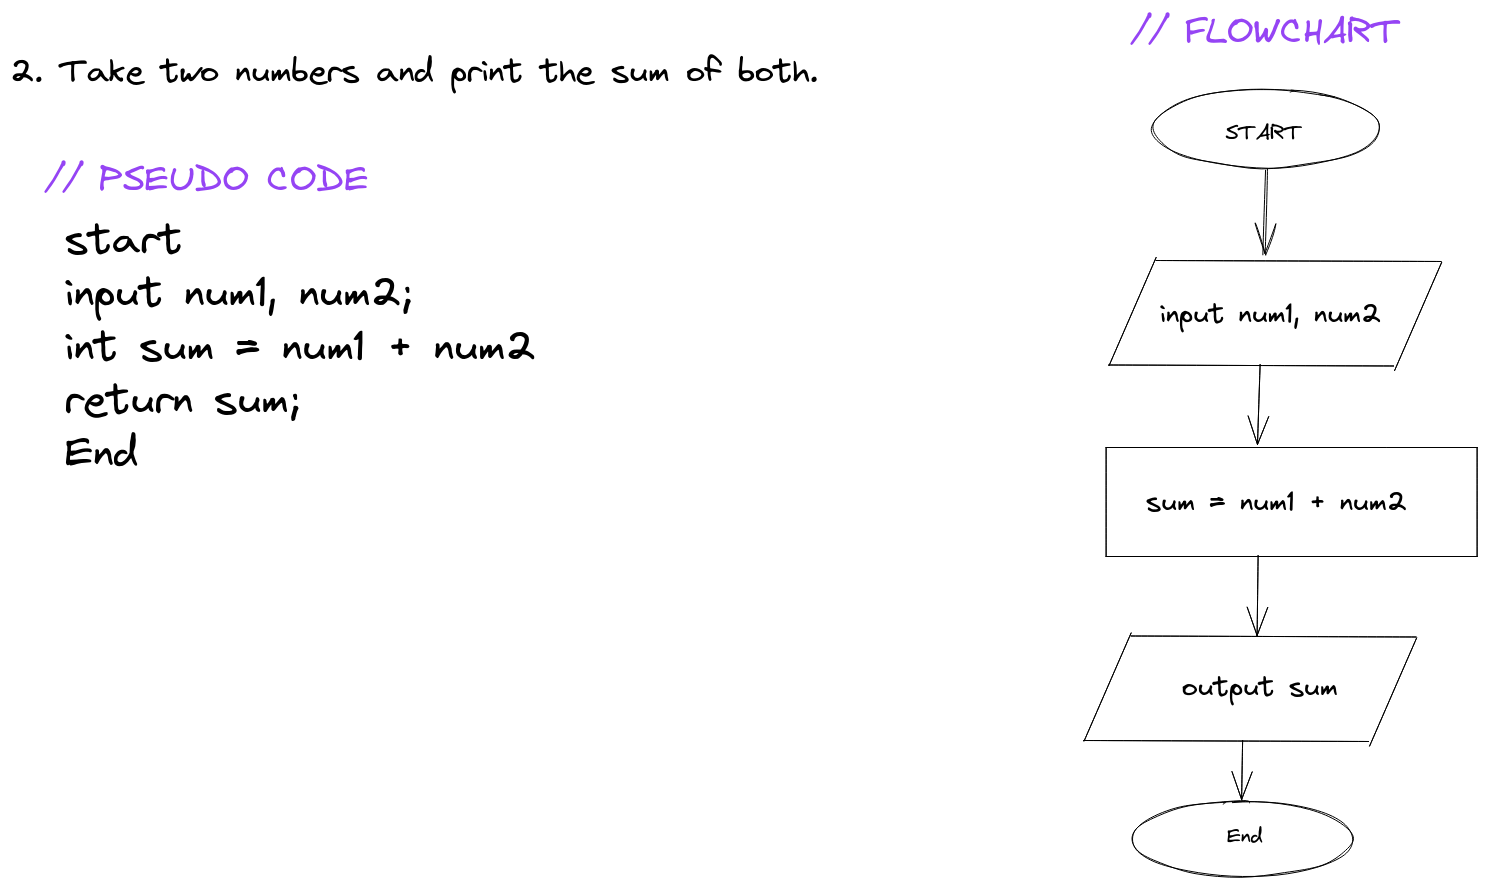 2. Take two numbers and print the sum of both.
// PSEUDO CODE
start
input num1, num2;
int sum = num1 + num2
return sum;
End
// FLOWCHART
START
input num1, num2
sum = num1 + num2
output sum
End